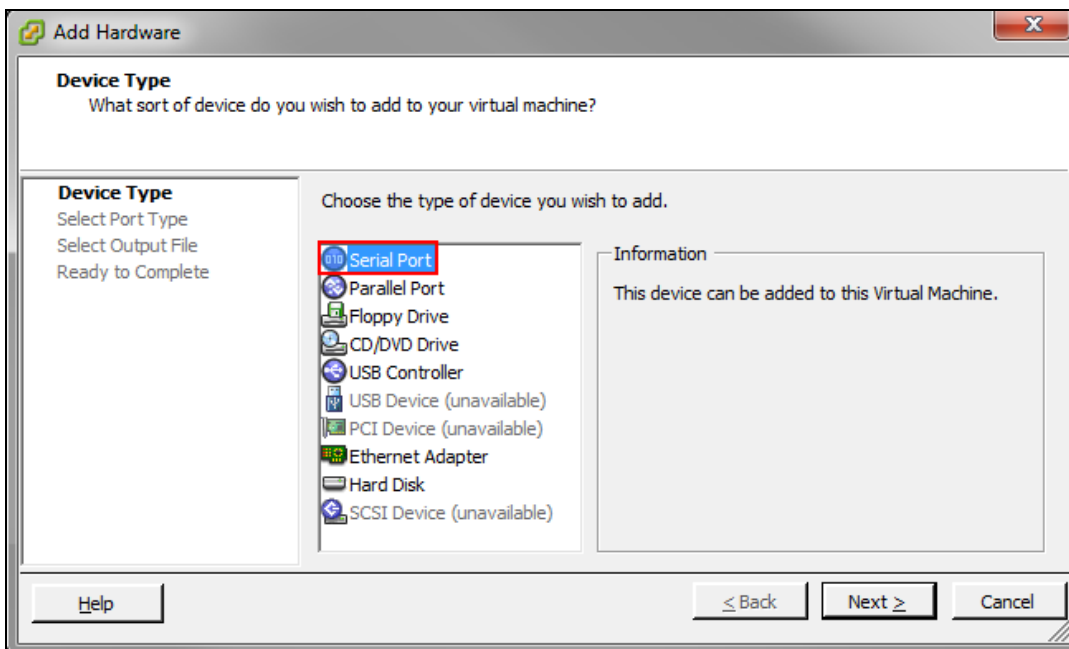 Add Hardware
Device Type
What sort of device do you wish to add to your virtual machine?
Device Type
Select Port Type
Select Output File
Ready to Complete
Choose the type of device you wish to add.
Serial Port
Parallel Port
Floppy Drive
CD/DVD Drive
USB Controller
USB Device (unavailable)
PCI Device (unavailable)
Ethernet Adapter
Hard Disk
SCSI Device (unavailable)
Information
This device can be added to this Virtual Machine.
Help
< Back
Next >
Cancel